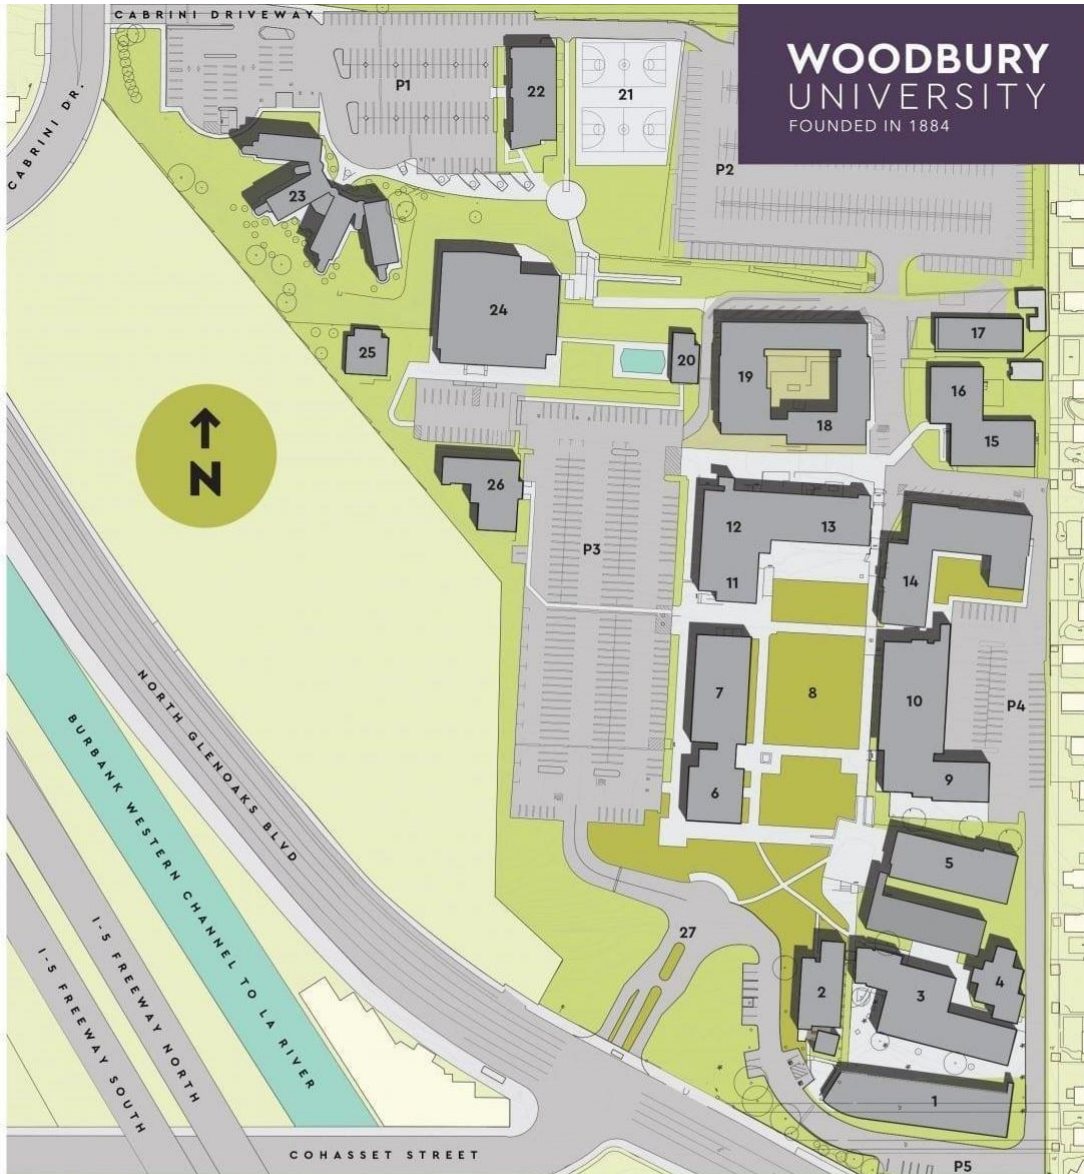 CABRINI DRIVEWAY
WOODBURY
UNIVERSITY
FOUNDED IN 1884
CABRINI DR.
P1
22
21
P2
23
24
25
20
19
18
17
16
15
N
26
P3
12
13
11
14
7
8
10
P4
6
9
5
NORTH GLENOAKS BLVD
BURBANK WESTERN CHANNEL TO LA RIVER
I-5 FREEWAY NORTH
I-5 FREEWAY SOUTH
27
2
3
4
1
COHASSET STREET
P5